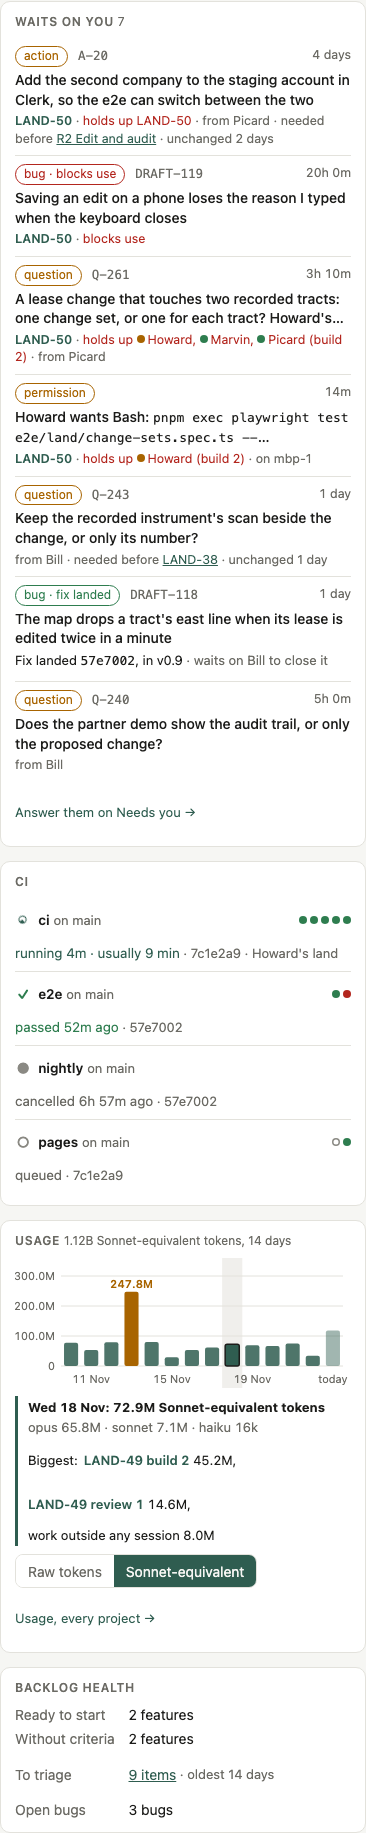 WAITS ON YOU 7
action A-20 4 days
Add the second company to the staging account in
Clerk, so the e2e can switch between the two
LAND-50 · holds up LAND-50 · from Picard · needed
before R2 Edit and audit · unchanged 2 days
bug · blocks use DRAFT-119 20h 0m
Saving an edit on a phone loses the reason I typed
when the keyboard closes
LAND-50 · blocks use
question Q-261 3h 10m
A lease change that touches two recorded tracts:
one change set, or one for each tract? Howard's...
LAND-50 · holds up Howard, Marvin, Picard (build
2) · from Picard
permission 14m
Howard wants Bash: pnpm exec playwright test
e2e/land/change-sets.spec.ts --...
LAND-50 · holds up Howard (build 2) · on mbp-1
question Q-243 1 day
Keep the recorded instrument's scan beside the
change, or only its number?
from Bill · needed before LAND-38 · unchanged 1 day
bug · fix landed DRAFT-118 1 day
The map drops a tract's east line when its lease is
edited twice in a minute
Fix landed 57e7002, in v0.9 · waits on Bill to close it
question Q-240 5h 0m
Does the partner demo show the audit trail, or only
the proposed change?
from Bill
Answer them on Needs you →
CI
ci on main
running 4m · usually 9 min · 7c1e2a9 · Howard's land
e2e on main
passed 52m ago · 57e7002
nightly on main
cancelled 6h 57m ago · 57e7002
pages on main
queued · 7c1e2a9
USAGE 1.12B Sonnet-equivalent tokens, 14 days
300.0M
247.8M
200.0M
100.0M
0
11 Nov 15 Nov 19 Nov today
Wed 18 Nov: 72.9M Sonnet-equivalent tokens
opus 65.8M · sonnet 7.1M · haiku 16k
Biggest: LAND-49 build 2 45.2M,
LAND-49 review 1 14.6M,
work outside any session 8.0M
Raw tokens Sonnet-equivalent
Usage, every project →
BACKLOG HEALTH
Ready to start 2 features
Without criteria 2 features
To triage 9 items · oldest 14 days
Open bugs 3 bugs